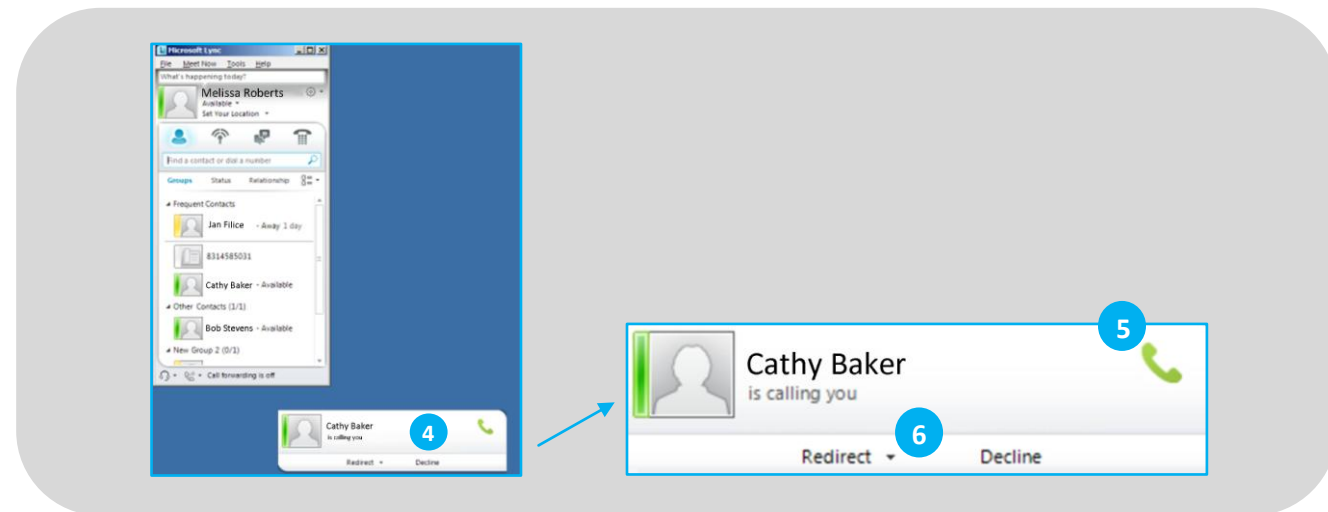 Microsoft Lync
File Meet Now Tools Help
What's happening today?
Melissa Roberts
Available
Set Your Location
Find a contact or dial a number
Groups Status Relationship
Frequent Contacts
Jan Filice - Away 1 day
8314585031
Cathy Baker - Available
Other Contacts (1/1)
Bob Stevens - Available
New Group 2 (0/1)
Call forwarding is off
Cathy Baker
is calling you
4
Redirect Decline
5
Cathy Baker
is calling you
6
Redirect Decline